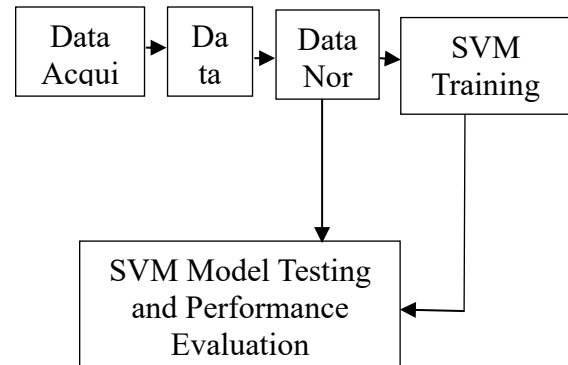 Data
Acqui
Da
ta
Data
Nor
SVM
Training
SVM Model Testing
and Performance
Evaluation